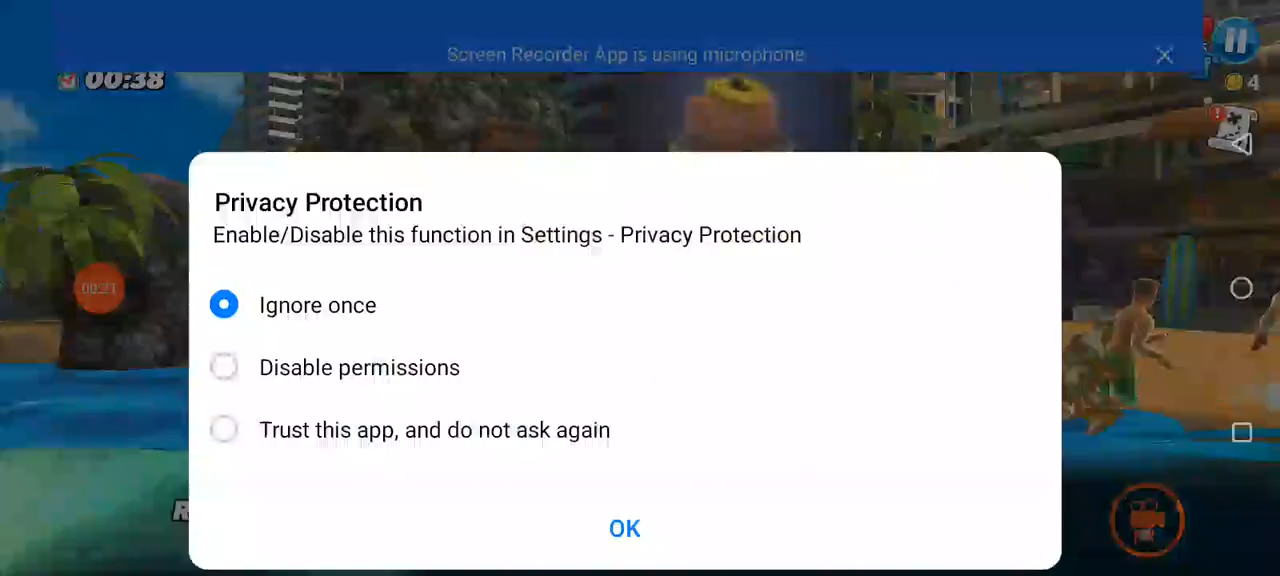 Screen Recorder App is using microphone
00:38
4
Privacy Protection
Enable/Disable this function in Settings - Privacy Protection
Ignore once
Disable permissions
Trust this app, and do not ask again
R
OK